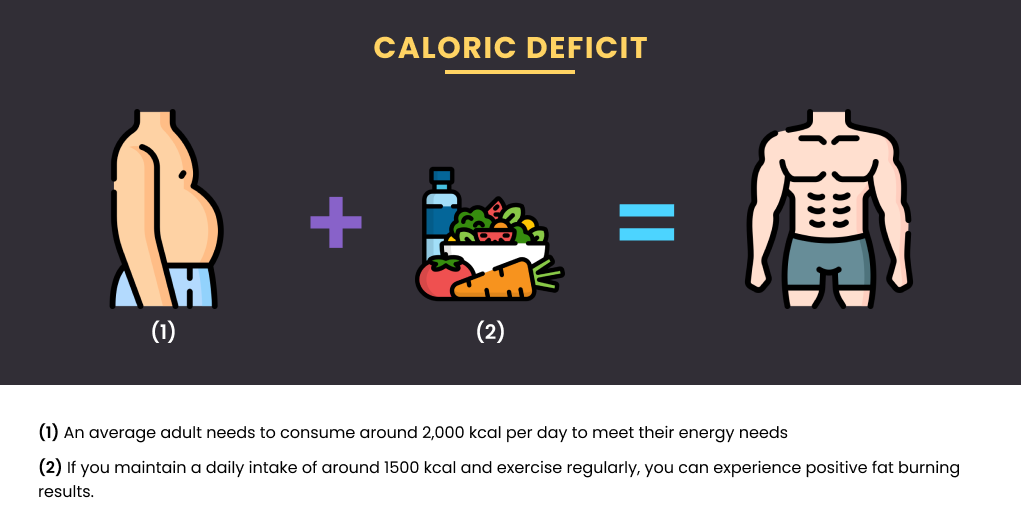 CALORIC DEFICIT
(1)
(2)
(1) An average adult needs to consume around 2,000 kcal per day to meet their energy needs
(2) If you maintain a daily intake of around 1500 kcal and exercise regularly, you can experience positive fat burning
results.